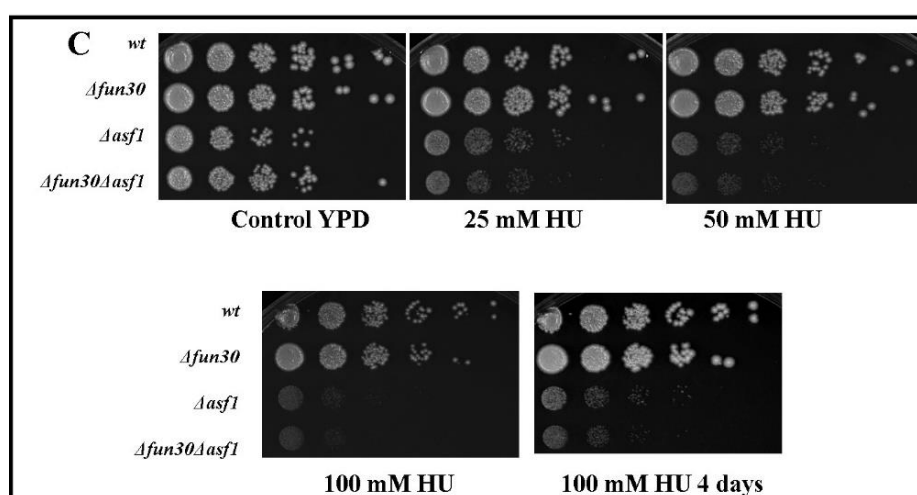 C
wt
Δfun30
Δasf1
Δfun30Δasf1
Control YPD 25 mM HU 50 mM HU
wt
Δfun30
Δasf1
Δfun30Δasf1
100 mM HU 100 mM HU 4 days